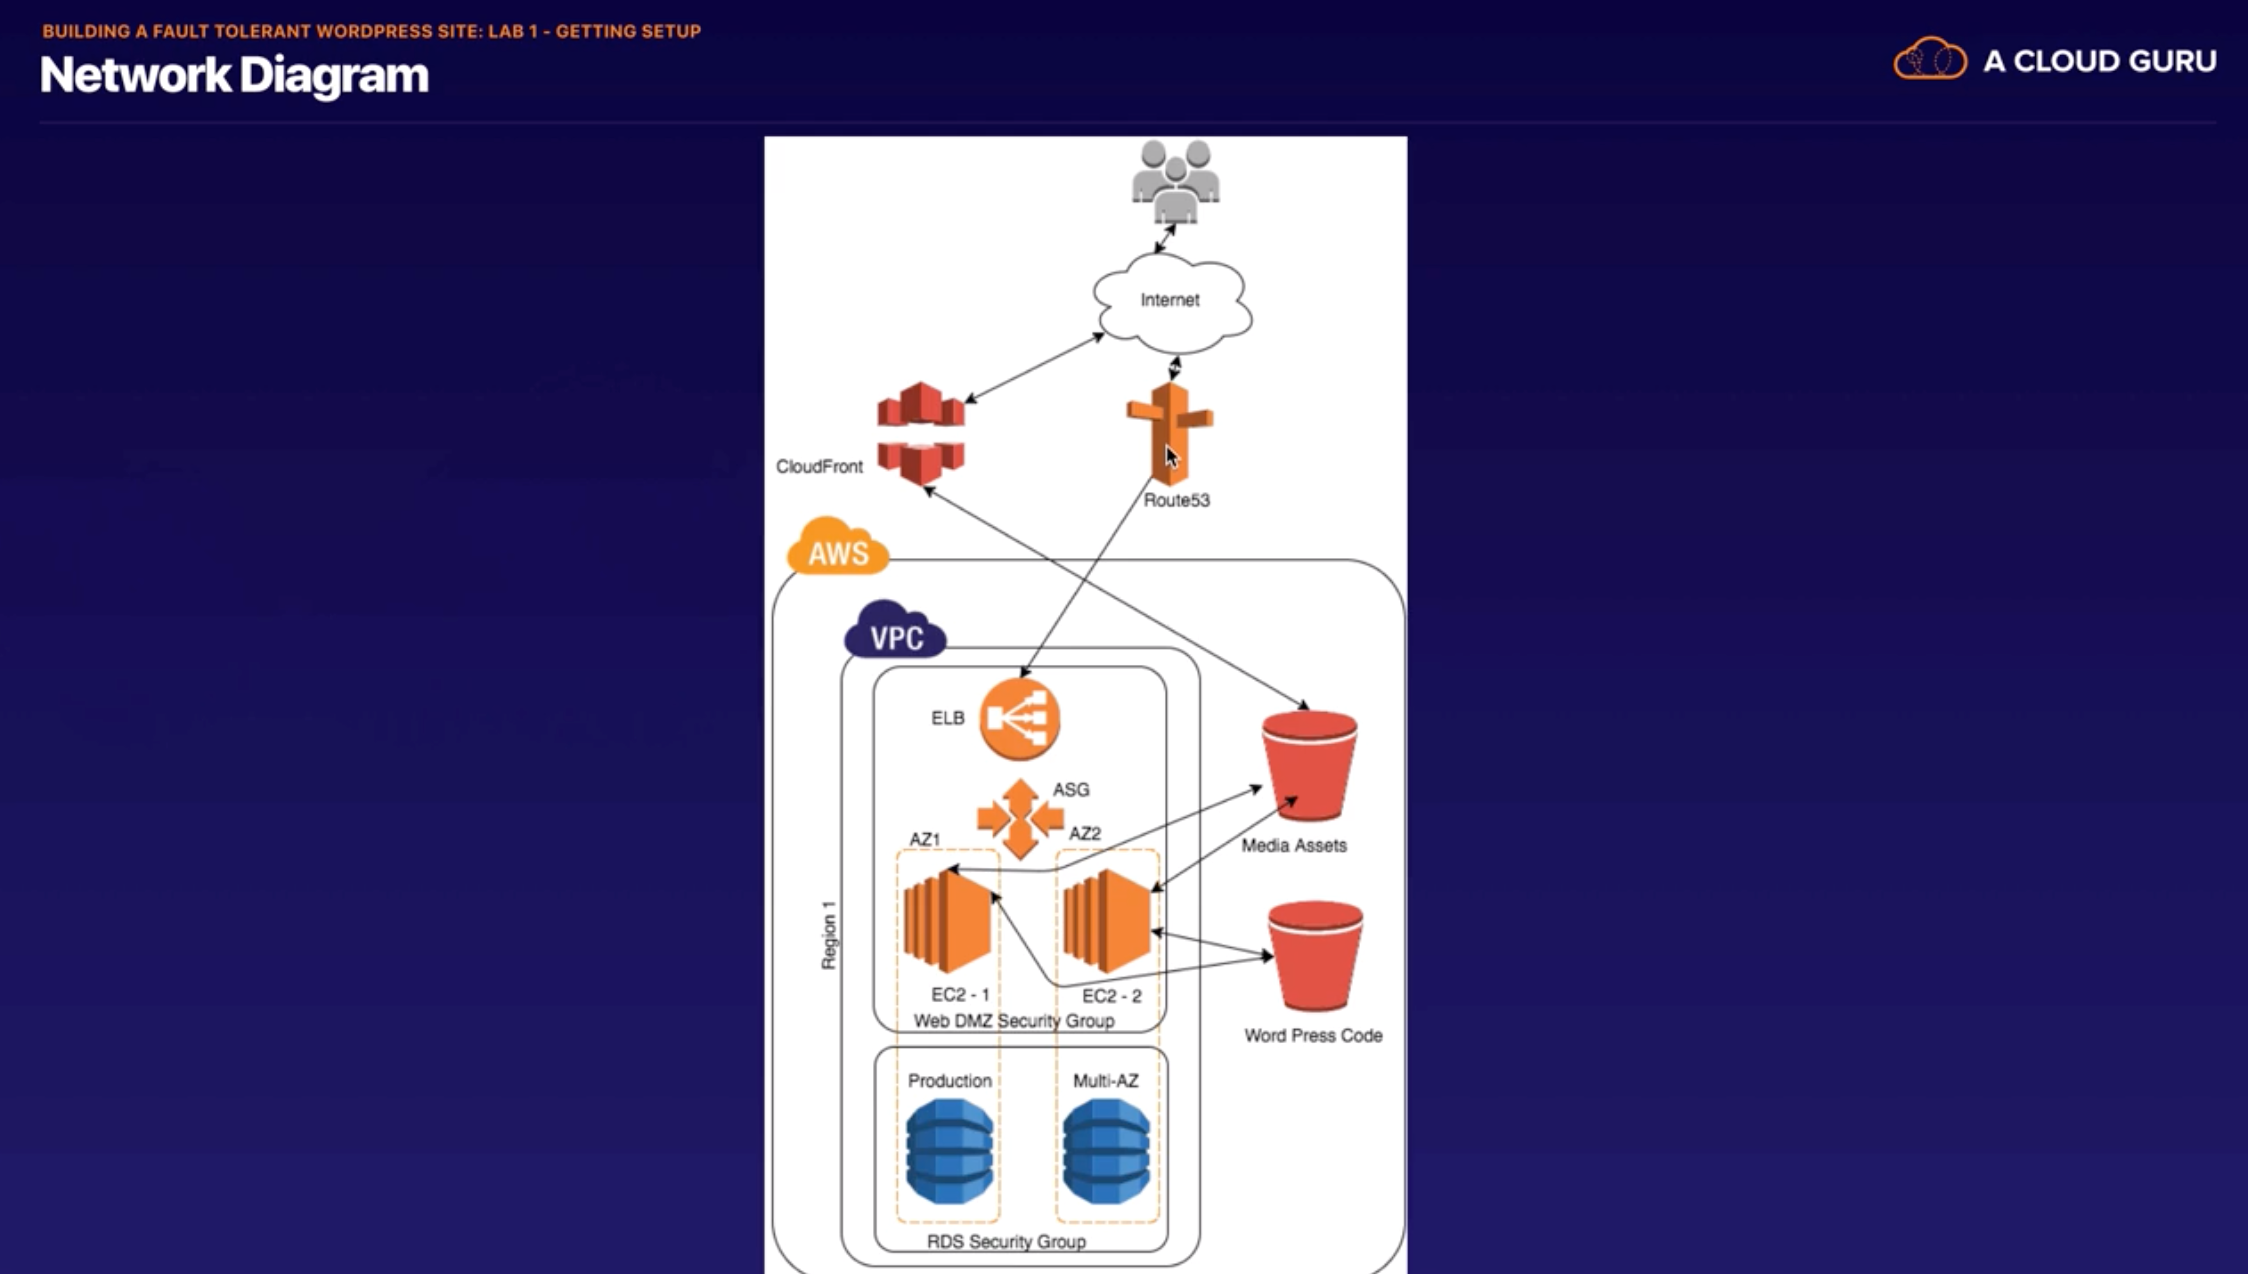 BUILDING A FAULT TOLERANT WORDPRESS SITE: LAB 1 - GETTING SETUP
Network Diagram
A CLOUD GURU
Internet
CloudFront
Route53
AWS
VPC
ELB
ASG
AZ1
AZ2
Media Assets
Region 1
EC2 - 1
EC2 - 2
Web DMZ Security Group
Word Press Code
Production
Multi-AZ
RDS Security Group